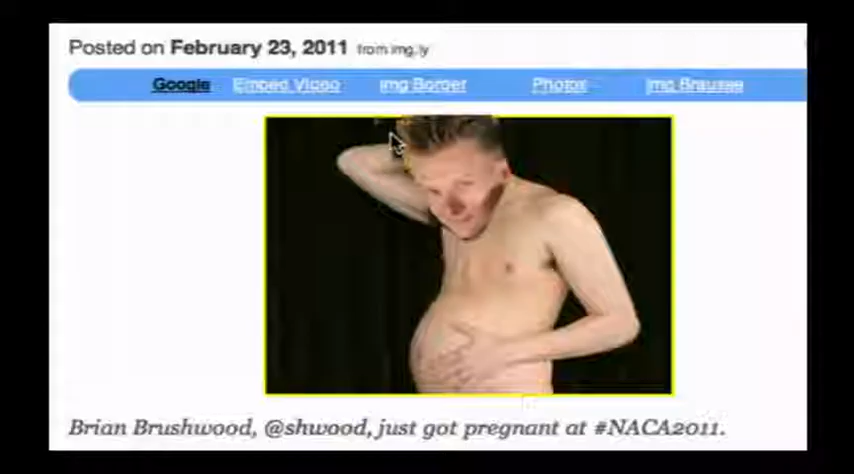 Posted on February 23, 2011 from img.ly
Google Embed Video Img Border Photos Img Brausee
Brian Brushwood, @shwood, just got pregnant at #NACA2011.